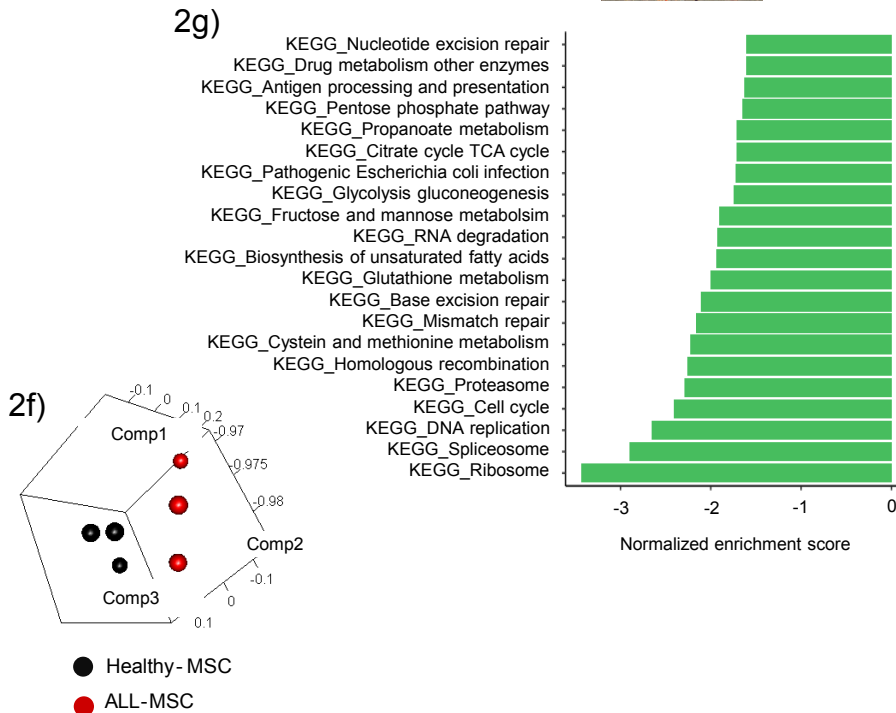 2g)
KEGG_Nucleotide excision repair
KEGG_Drug metabolism other enzymes
KEGG_Antigen processing and presentation
KEGG_Pentose phosphate pathway
KEGG_Propanoate metabolism
KEGG_Citrate cycle TCA cycle
KEGG_Pathogenic Escherichia coli infection
KEGG_Glycolysis gluconeogenesis
KEGG_Fructose and mannose metabolsim
KEGG_RNA degradation
KEGG_Biosynthesis of unsaturated fatty acids
KEGG_Glutathione metabolism
KEGG_Base excision repair
KEGG_Mismatch repair
KEGG_Cystein and methionine metabolism
KEGG_Homologous recombination
KEGG_Proteasome
KEGG_Cell cycle
KEGG_DNA replication
KEGG_Spliceosome
KEGG_Ribosome
-3 -2 -1 0
Normalized enrichment score
2f)
-0.1 0 0.1 0.2
Comp1
-0.97
-0.975
-0.98
Comp2
-0.1
0
0.1
Comp3
Healthy-MSC
ALL-MSC